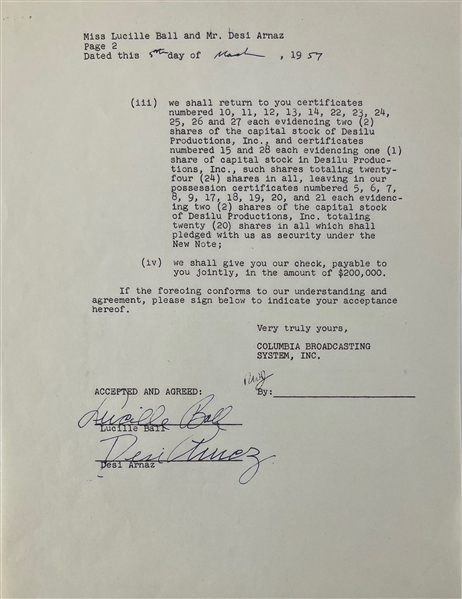 Miss Lucille Ball and Mr. Desi Arnaz
Page 2
Dated this 5th day of March , 1957
(iii) we shall return to you certificates
numbered 10, 11, 12, 13, 14, 22, 23, 24,
25, 26 and 27 each evidencing two (2)
shares of the capital stock of Desilu
Productions, Inc., and certificates
numbered 15 and 28 each evidencing one (1)
share of capital stock in Desilu Produc-
tions, Inc., such shares totaling twenty-
four (24) shares in all, leaving in our
possession certificates numbered 5, 6, 7,
8, 9, 17, 18, 19, 20, and 21 each evidenc-
ing two (2) shares of the capital stock
of Desilu Productions, Inc. totaling
twenty (20) shares in all which shall
pledged with us as security under the
New Note;
(iv) we shall give you our check, payable to
you jointly, in the amount of $200,000.
If the foreoing conforms to our understanding and
agreement, please sign below to indicate your acceptance
hereof.
Very truly yours,
COLUMBIA BROADCASTING
SYSTEM, INC.
ACCEPTED AND AGREED:
By:
Lucille Ball
Lucille Ball
Desi Arnaz
Desi Arnaz